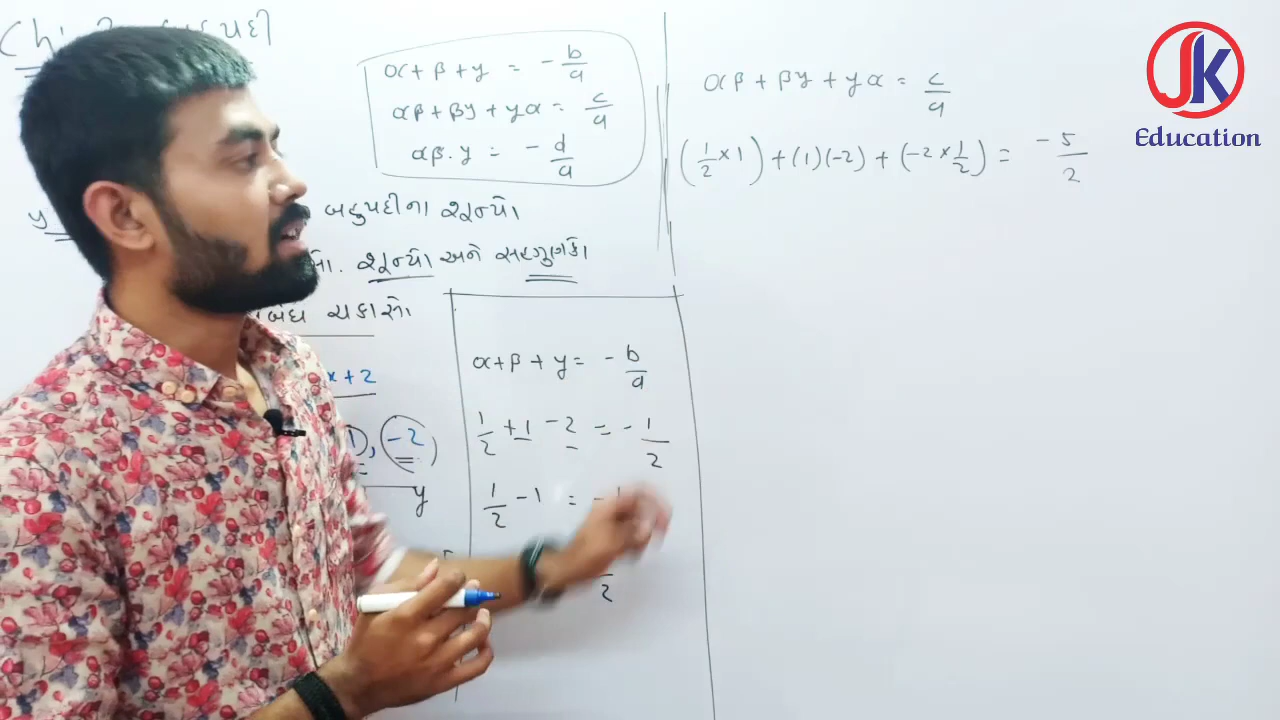 Ch:
α + β + γ = - b/a
αβ + βγ + γα = c/a
αβ.γ = - d/a
બહુપદીના શૂન્યો
શૂન્યો અને સહગુણકો
ચકાસો
x + 2
1, -2
γ
α + β + γ = - b/a
1/2 + 1 - 2 = - 1/2
1/2 - 1 =
2
αβ + βγ + γα = c/a
(1/2 × 1) + (1)(-2) + (-2 × 1/2) = -5/2
JK
Education